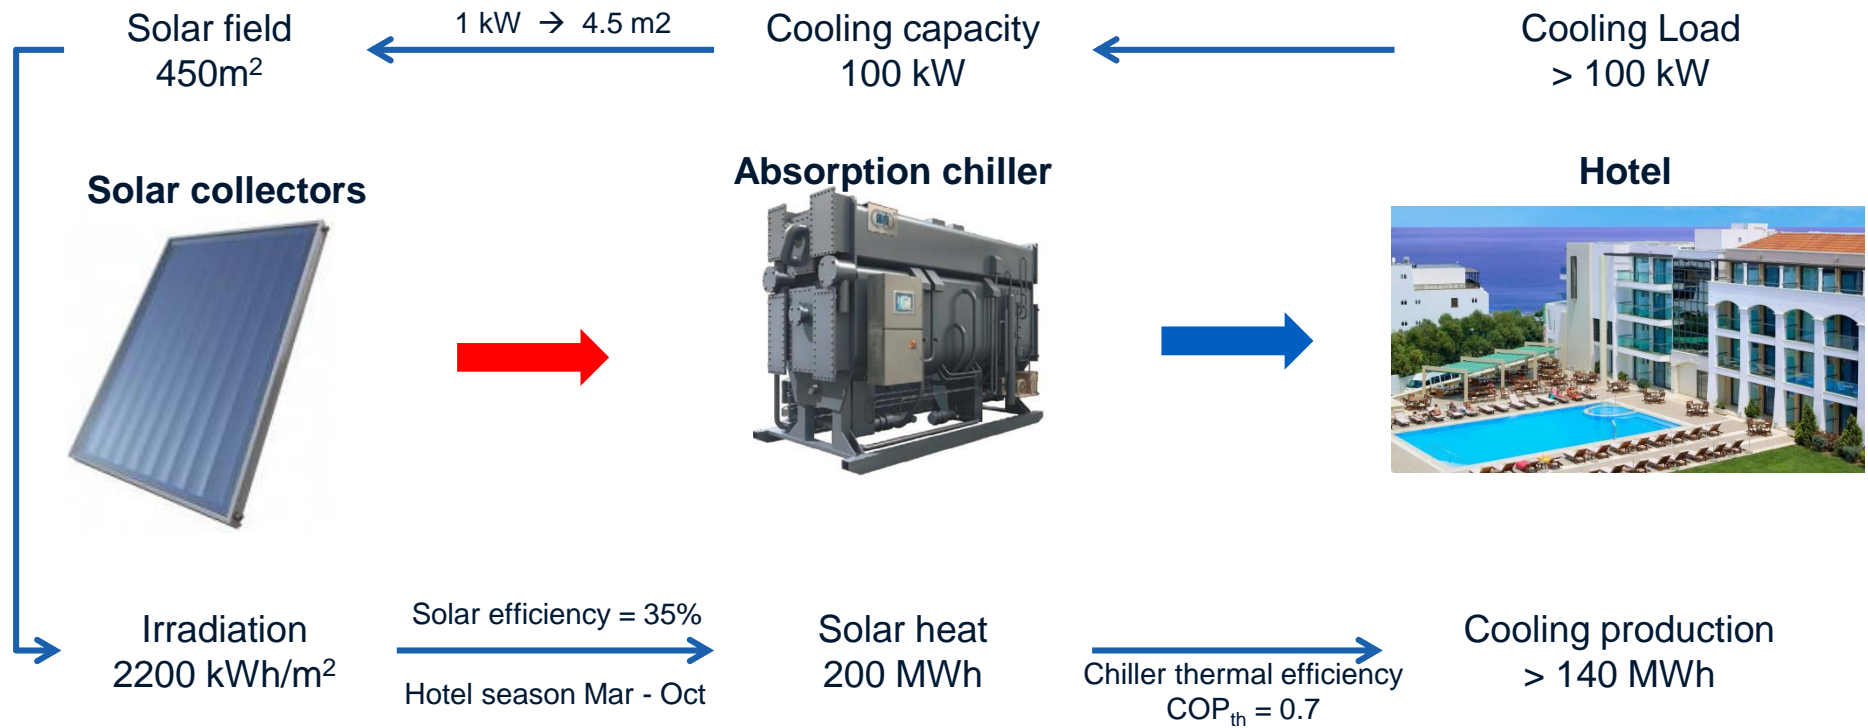 Solar field
450m²
1 kW → 4.5 m2
Cooling capacity
100 kW
Cooling Load
> 100 kW
Solar collectors
Absorption chiller
Hotel
Irradiation
2200 kWh/m²
Solar efficiency = 35%
Hotel season Mar - Oct
Solar heat
200 MWh
Chiller thermal efficiency
COPth = 0.7
Cooling production
> 140 MWh